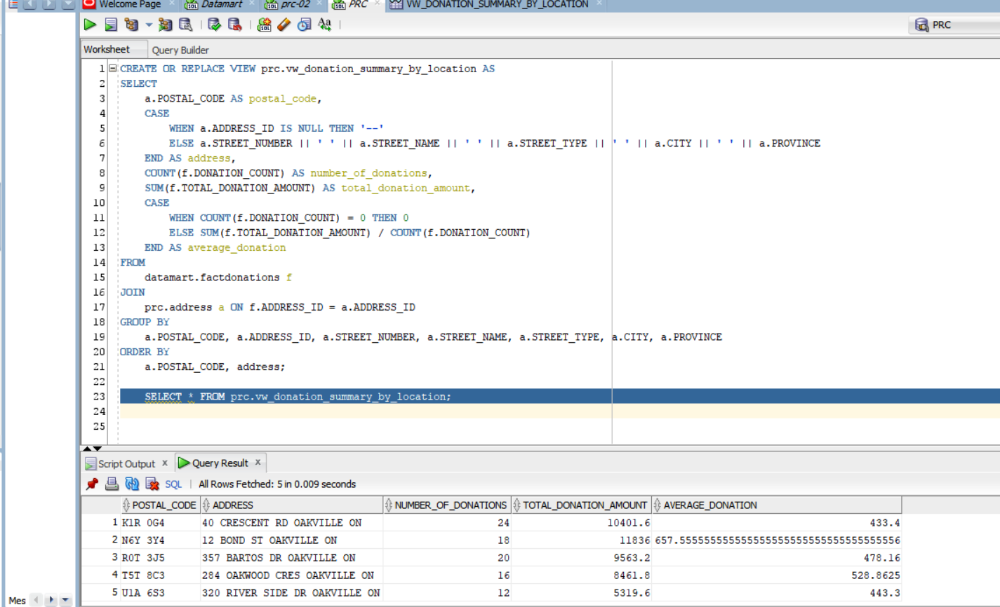 Welcome Page Datamart prc-02 PRC VW_DONATION_SUMMARY_BY_LOCATION
PRC
Worksheet Query Builder
1 CREATE OR REPLACE VIEW prc.vw_donation_summary_by_location AS
2 SELECT
3 a.POSTAL_CODE AS postal_code,
4 CASE
5 WHEN a.ADDRESS_ID IS NULL THEN '--'
6 ELSE a.STREET_NUMBER || ' ' || a.STREET_NAME || ' ' || a.STREET_TYPE || ' ' || a.CITY || ' ' || a.PROVINCE
7 END AS address,
8 COUNT(f.DONATION_COUNT) AS number_of_donations,
9 SUM(f.TOTAL_DONATION_AMOUNT) AS total_donation_amount,
10 CASE
11 WHEN COUNT(f.DONATION_COUNT) = 0 THEN 0
12 ELSE SUM(f.TOTAL_DONATION_AMOUNT) / COUNT(f.DONATION_COUNT)
13 END AS average_donation
14 FROM
15 datamart.factdonations f
16 JOIN
17 prc.address a ON f.ADDRESS_ID = a.ADDRESS_ID
18 GROUP BY
19 a.POSTAL_CODE, a.ADDRESS_ID, a.STREET_NUMBER, a.STREET_NAME, a.STREET_TYPE, a.CITY, a.PROVINCE
20 ORDER BY
21 a.POSTAL_CODE, address;
22
23 SELECT * FROM prc.vw_donation_summary_by_location;
24
25
Script Output x Query Result x
SQL | All Rows Fetched: 5 in 0.009 seconds
POSTAL_CODE ADDRESS NUMBER_OF_DONATIONS TOTAL_DONATION_AMOUNT AVERAGE_DONATION
1 K1R 0G4 40 CRESCENT RD OAKVILLE ON 24 10401.6 433.4
2 N6Y 3Y4 12 BOND ST OAKVILLE ON 18 11836 657.5555555555555555555555555555555556
3 R0T 3J5 357 BARTOS DR OAKVILLE ON 20 9563.2 478.16
4 T5T 8C3 284 OAKWOOD CRES OAKVILLE ON 16 8461.8 528.8625
5 U1A 6S3 320 RIVER SIDE DR OAKVILLE ON 12 5319.6 443.3
Mes